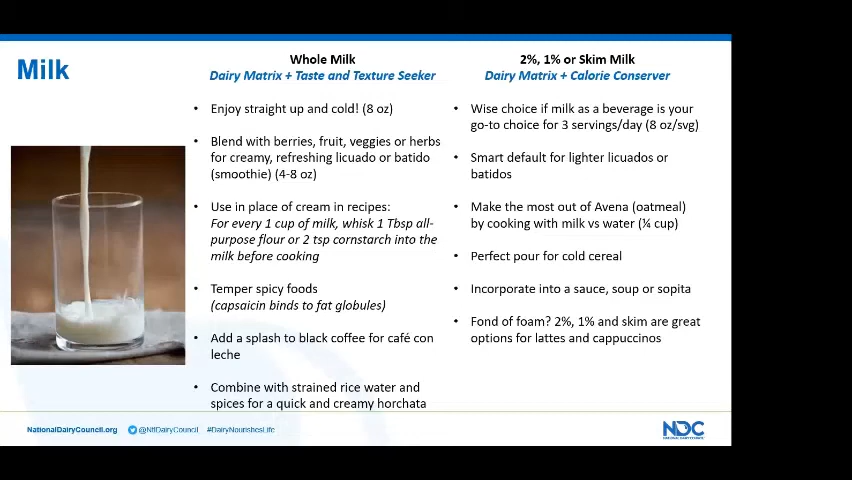 Milk
Whole Milk
Dairy Matrix + Taste and Texture Seeker
• Enjoy straight up and cold! (8 oz)
• Blend with berries, fruit, veggies or herbs
for creamy, refreshing licuado or batido
(smoothie) (4-8 oz)
• Use in place of cream in recipes:
For every 1 cup of milk, whisk 1 Tbsp all-
purpose flour or 2 tsp cornstarch into the
milk before cooking
• Temper spicy foods
(capsaicin binds to fat globules)
• Add a splash to black coffee for café con
leche
• Combine with strained rice water and
spices for a quick and creamy horchata
2%, 1% or Skim Milk
Dairy Matrix + Calorie Conserver
• Wise choice if milk as a beverage is your
go-to choice for 3 servings/day (8 oz/svg)
• Smart default for lighter licuados or
batidos
• Make the most out of Avena (oatmeal)
by cooking with milk vs water (¼ cup)
• Perfect pour for cold cereal
• Incorporate into a sauce, soup or sopita
• Fond of foam? 2%, 1% and skim are great
options for lattes and cappuccinos
NationalDairyCouncil.org @NtlDairyCouncil #DairyNourishesLife
NDC
NATIONAL DAIRY COUNCIL